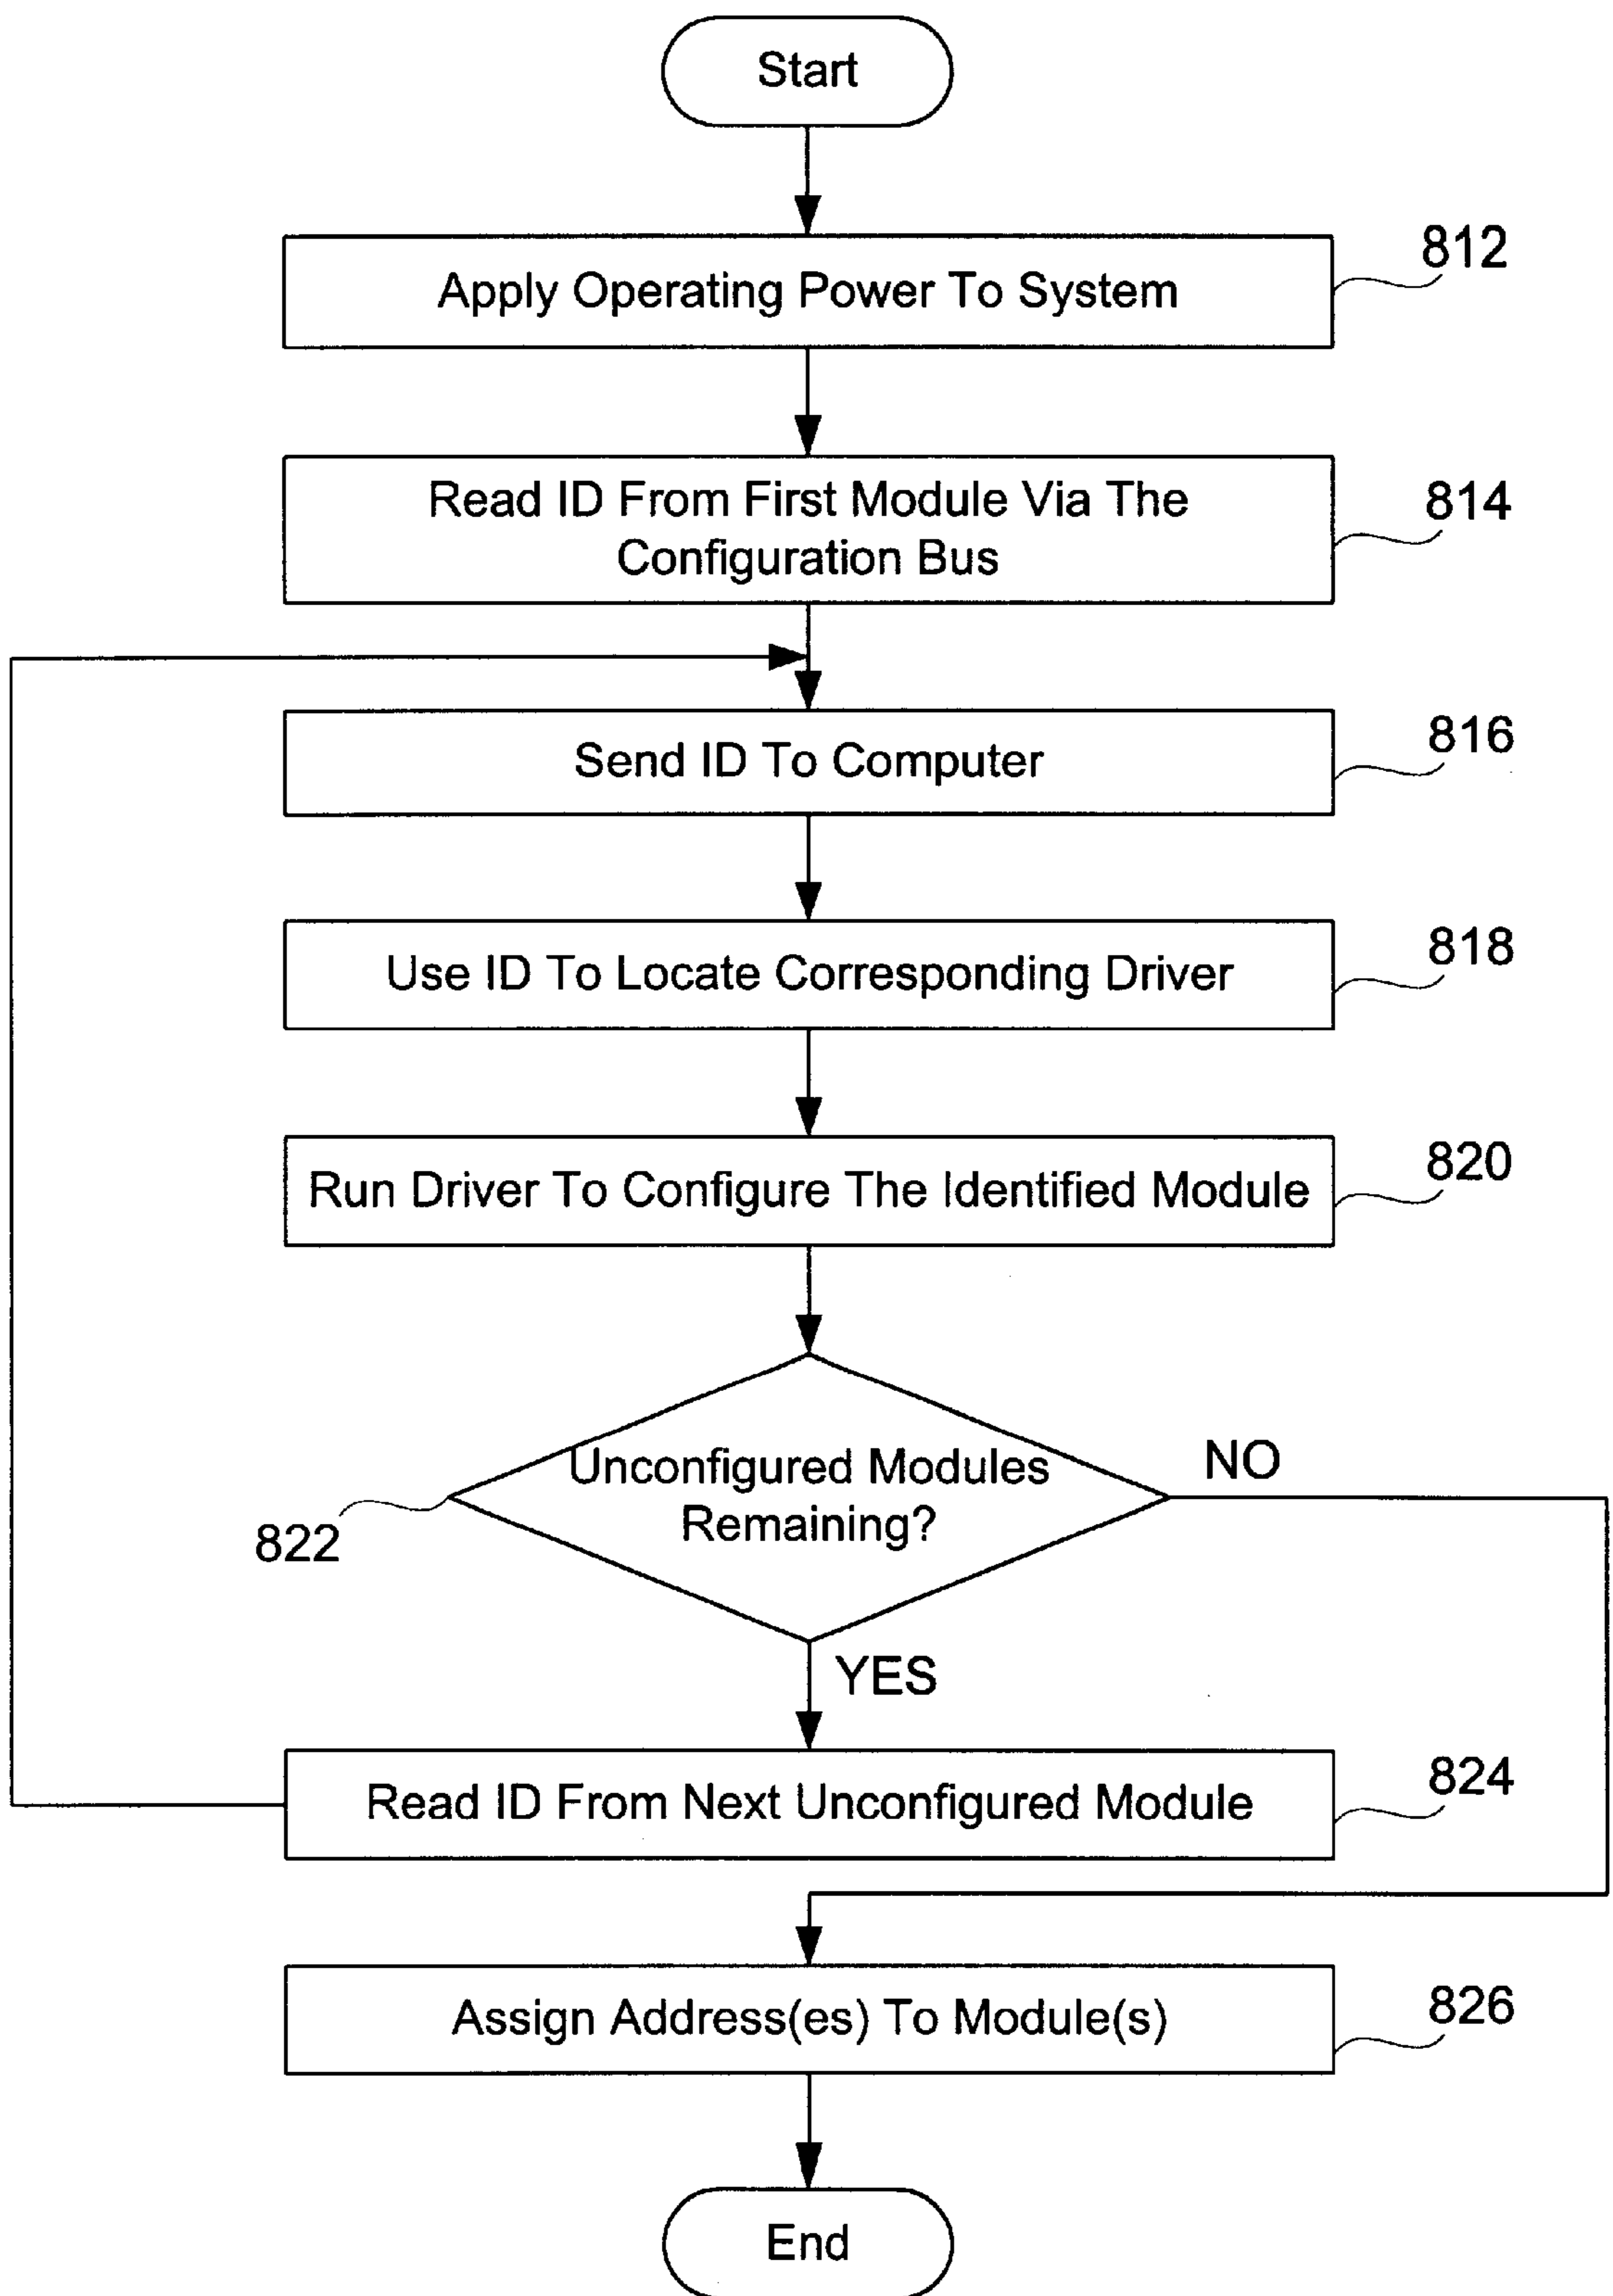 Start
Apply Operating Power To System
812
Read ID From First Module Via The
Configuration Bus
814
Send ID To Computer
816
Use ID To Locate Corresponding Driver
818
Run Driver To Configure The Identified Module
820
Unconfigured Modules
Remaining?
NO
822
YES
Read ID From Next Unconfigured Module
824
Assign Address(es) To Module(s)
826
End